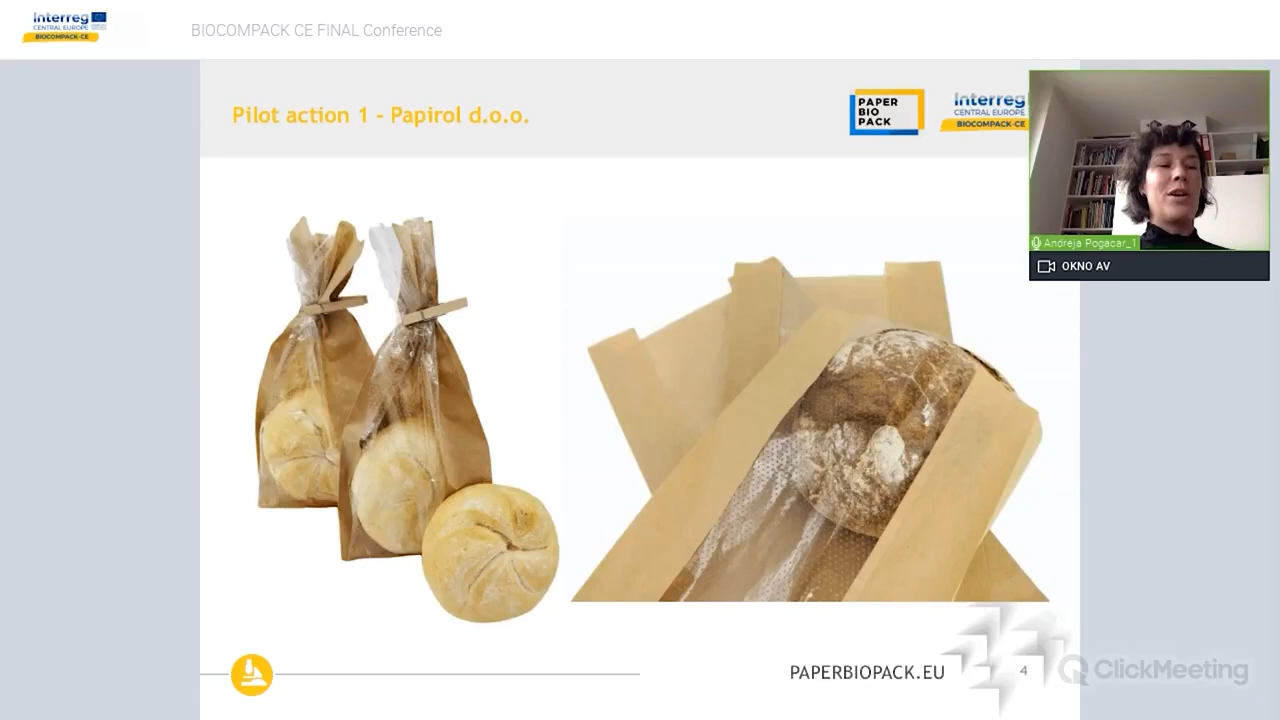 Interreg
CENTRAL EUROPE
BIOCOMPACK-CE
BIOCOMPACK CE FINAL Conference
Pilot action 1 - Papirol d.o.o.
PAPER
BIO
PACK
Interreg
CENTRAL EUROPE
BIOCOMPACK-CE
Andreja Pogacar_1
OKNO AV
PAPERBIOPACK.EU
4
ClickMeeting